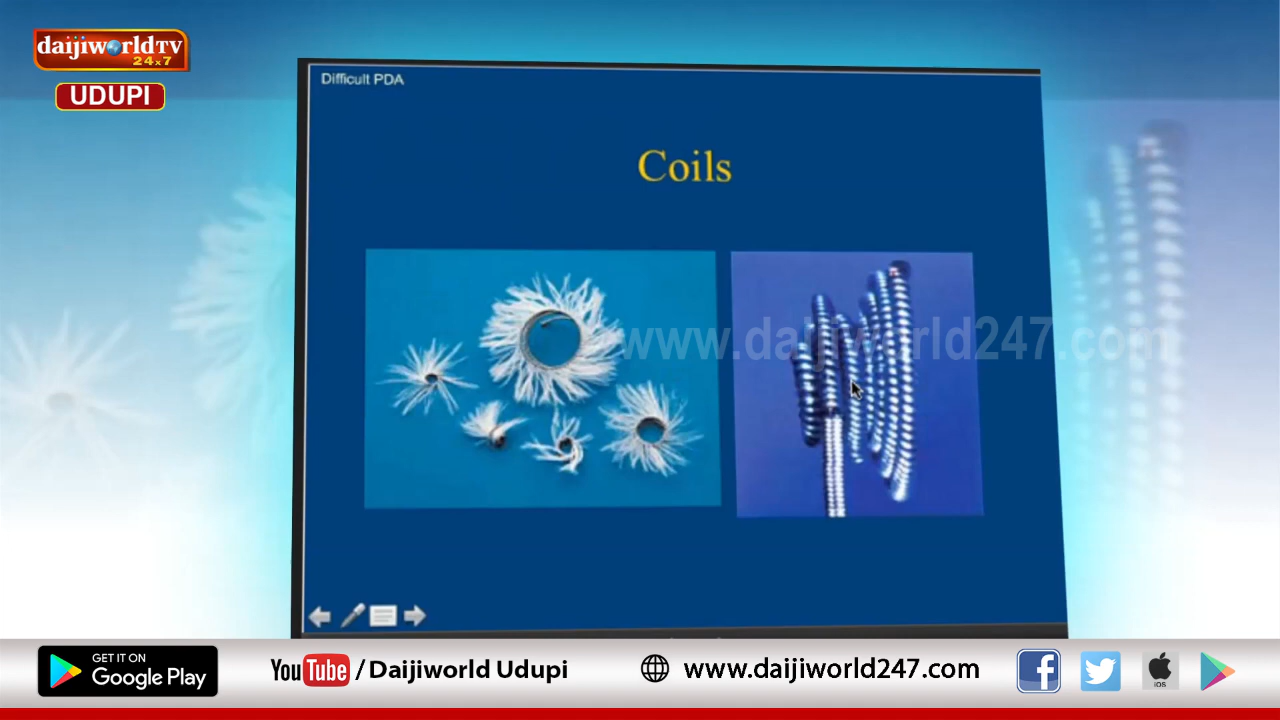 daijiworldTV
24x7
UDUPI
Difficult PDA
Coils
www.daijiworld247.com
GET IT ON
Google Play
YouTube / Daijiworld Udupi
www.daijiworld247.com
iOS